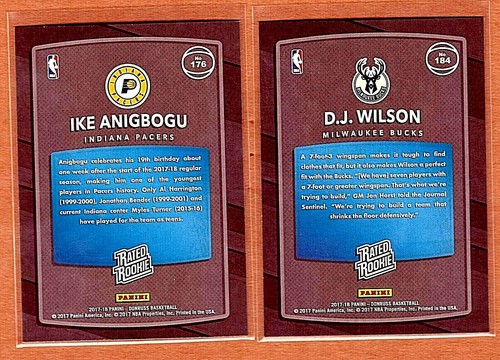 No
176
INDIANA
PACERS
IKE ANIGBOGU
INDIANA PACERS
Anigbogu celebrates his 19th birthday about
one week after the start of the 2017-18 regular
season, making him one of the youngest
players in Pacers history. Only Al Harrington
(1999-2000), Jonathan Bender (1999-2001) and
current Indiana center Myles Turner (2015-16)
have played for the team as teens.
RATED
ROOKIE
PANINI
2017-18 PANINI – DONRUSS BASKETBALL
© 2017 Panini America, Inc. © 2017 NBA Properties, Inc. Printed in the USA.
No
184
MILWAUKEE BUCKS
D.J. WILSON
MILWAUKEE BUCKS
A 7-foot-3 wingspan makes it tough to find
clothes that fit, but it also makes Wilson a perfect
fit with the Bucks. "[We have] seven players with
a 7-foot or greater wingspan. That's what we're
trying to build," GM Jon Horst told the Journal
Sentinel. "We're trying to build a team that
shrinks the floor defensively."
RATED
ROOKIE
PANINI
2017-18 PANINI – DONRUSS BASKETBALL
© 2017 Panini America, Inc. © 2017 NBA Properties, Inc. Printed in the USA.